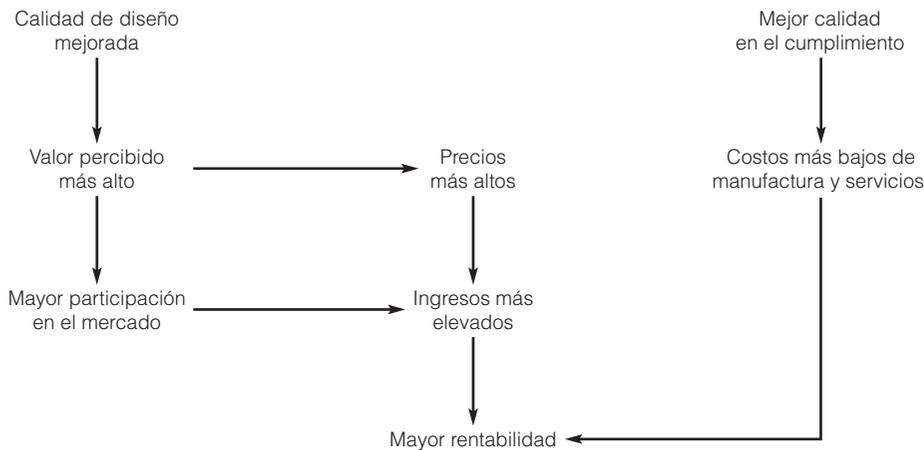 Calidad de diseño
mejorada
Mejor calidad
en el cumplimiento
Valor percibido
más alto
Precios
más altos
Costos más bajos de
manufactura y servicios
Mayor participación
en el mercado
Ingresos más
elevados
Mayor rentabilidad